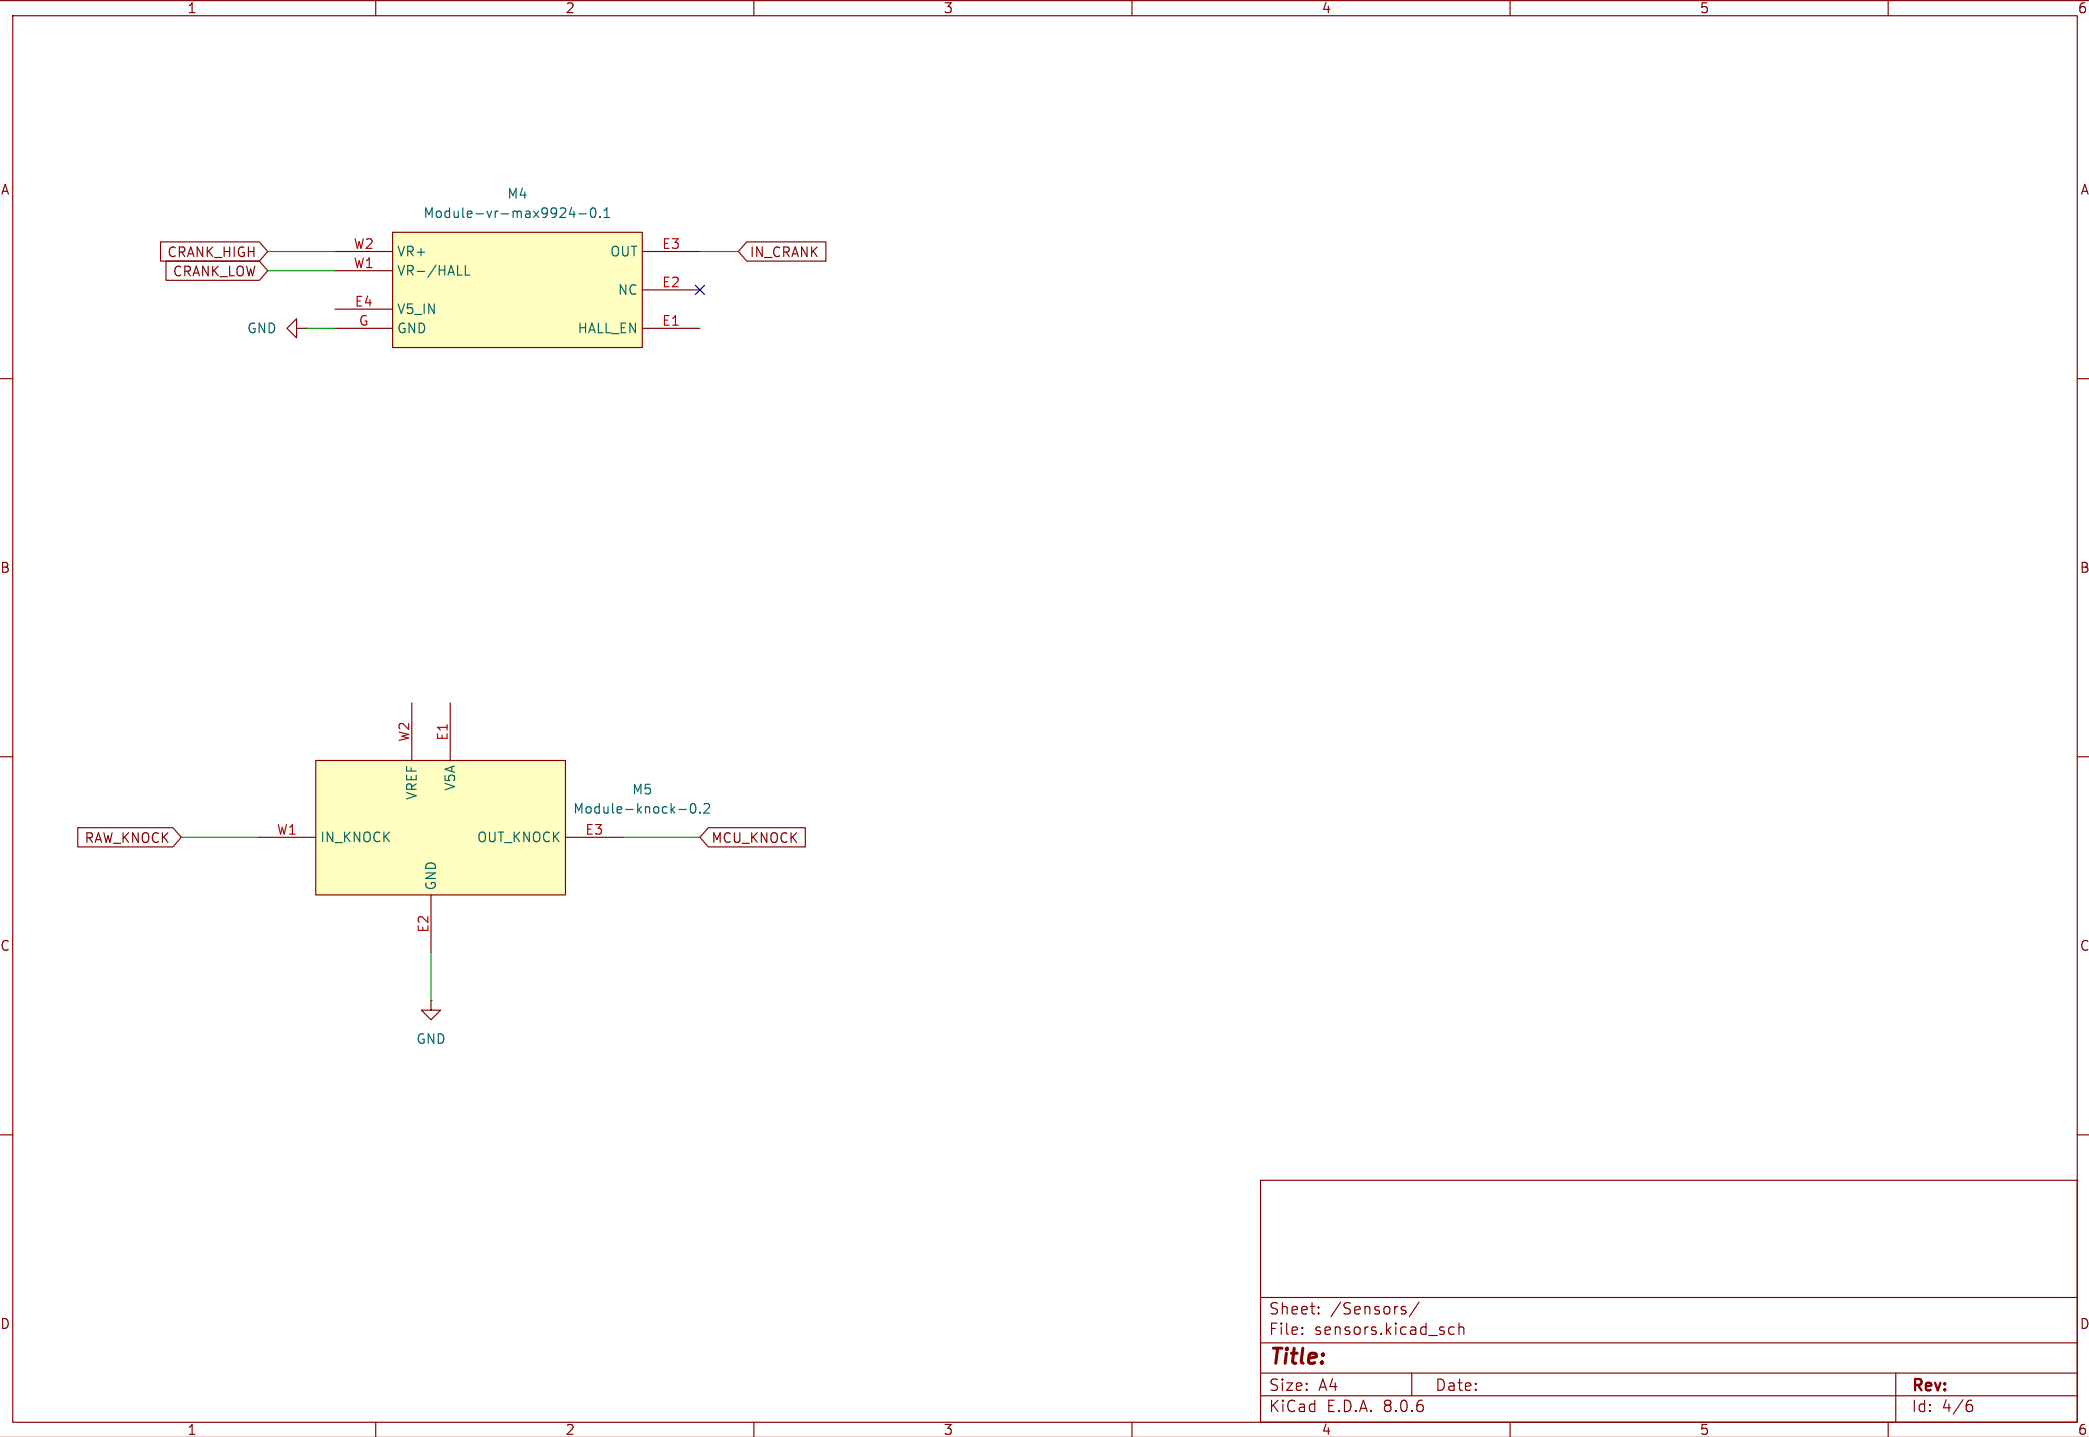 1 2 3 4 5 6
A A
M4
Module-vr-max9924-0.1
CRANK_HIGH W2 VR+ OUT E3 IN_CRANK
CRANK_LOW W1 VR-/HALL
NC E2
E4 V5_IN
GND G GND HALL_EN E1
B B
W2 E1
VREF V5A
M5
Module-knock-0.2
RAW_KNOCK W1 IN_KNOCK OUT_KNOCK E3 MCU_KNOCK
GND
E2
C C
GND
Sheet: /Sensors/
D D
File: sensors.kicad_sch
Title:
Size: A4 Date: Rev:
KiCad E.D.A. 8.0.6 Id: 4/6
1 2 3 4 5 6